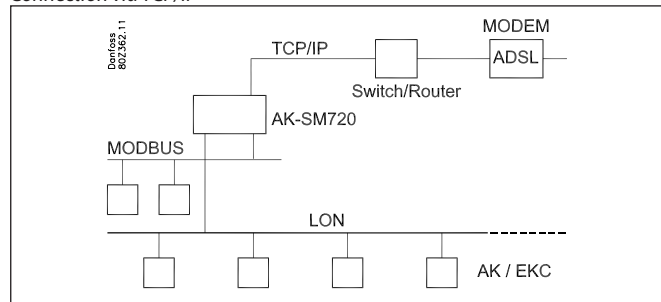 Connection via TCP/IP
Danfoss
80Z362.11
TCP/IP
MODEM
ADSL
Switch/Router
AK-SM720
MODBUS
LON
AK / EKC